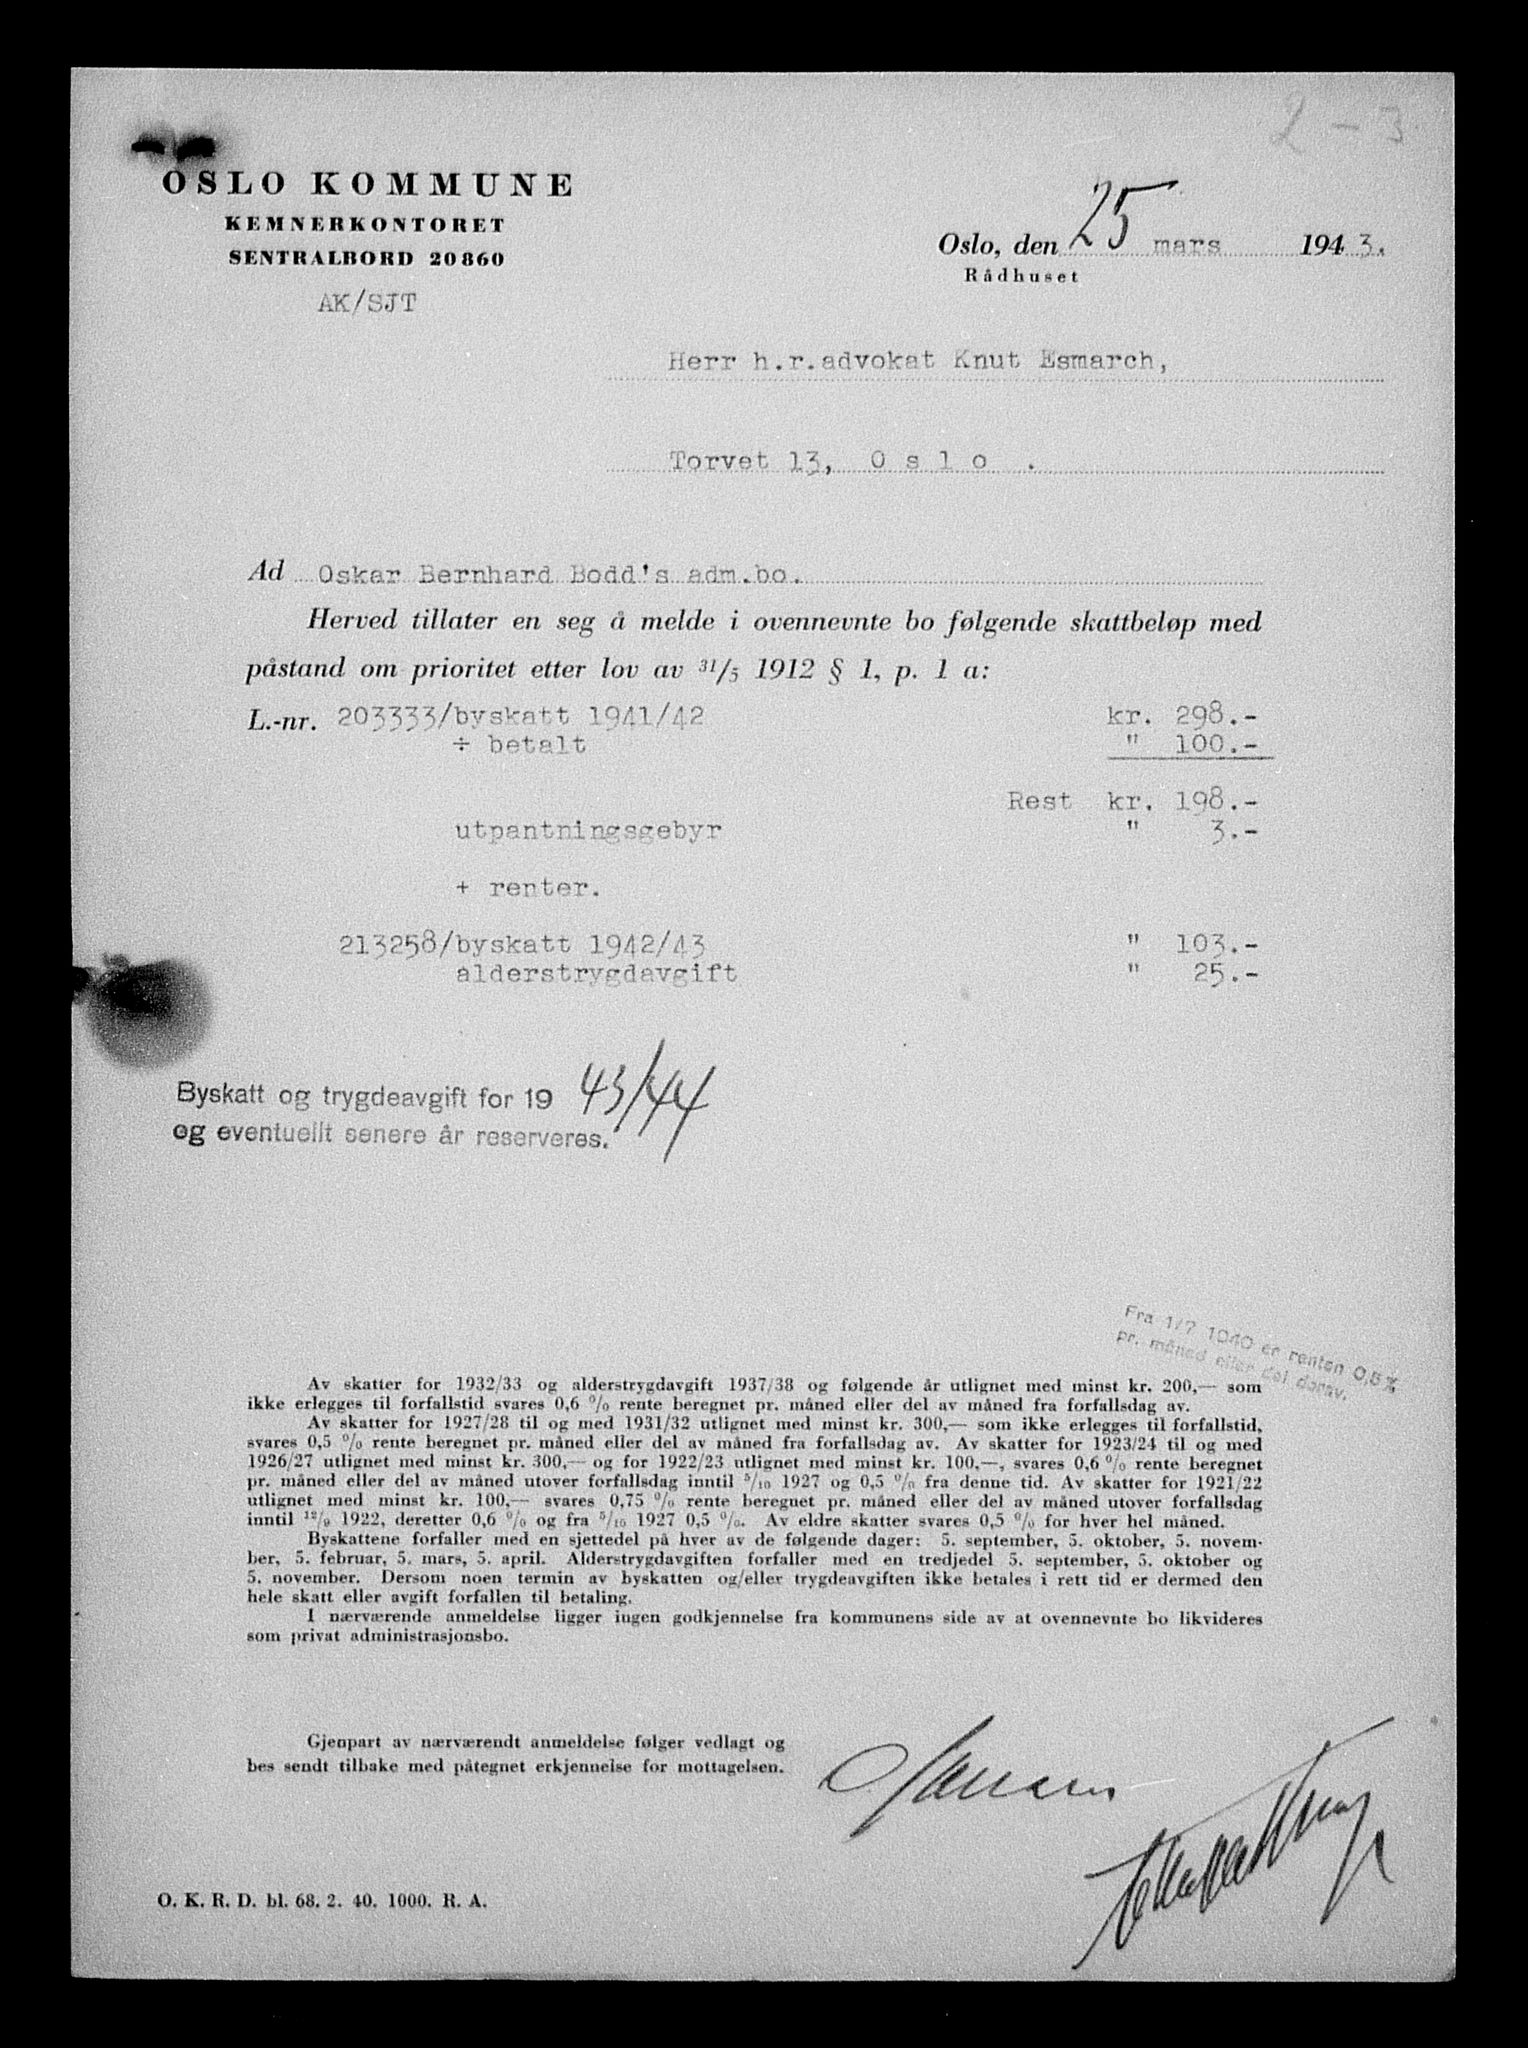 2 - 3
OSLO KOMMUNE
KEMNERKONTORET
SENTRALBORD 20860
AK/SJT
Oslo, den 25 mars 1943.
Rådhuset
Herr h.r.advokat Knut Esmarch,
Torvet 13, O s l o .
Ad Oskar Bernhard Bodd's adm.bo.
Herved tillater en seg å melde i ovennevnte bo følgende skattbeløp med
påstand om prioritet etter lov av 31/5 1912 § 1, p. 1 a:
L.-nr. 203333/byskatt 1941/42 kr. 298.-
÷ betalt " 100.-
Rest kr. 198.-
utpantningsgebyr " 3.-
+ renter.
213258/byskatt 1942/43 " 103.-
alderstrygdavgift " 25.-
Byskatt og trygdeavgift for 19 43/44
og eventuellt senere år reserveres.
Fra 1/7 1940 er renten 0,5%
pr. måned eller del derav.
Av skatter for 1932/33 og alderstrygdavgift 1937/38 og følgende år utlignet med minst kr. 200,— som
ikke erlegges til forfallstid svares 0,6 % rente beregnet pr. måned eller del av måned fra forfallsdag av.
Av skatter for 1927/28 til og med 1931/32 utlignet med minst kr. 300,— som ikke erlegges til forfallstid,
svares 0,5 % rente beregnet pr. måned eller del av måned fra forfallsdag av. Av skatter for 1923/24 til og med
1926/27 utlignet med minst kr. 300,— og for 1922/23 utlignet med minst kr. 100,—, svares 0,6 % rente beregnet
pr. måned eller del av måned utover forfallsdag inntil 5/10 1927 og 0,5 % fra denne tid. Av skatter for 1921/22
utlignet med minst kr. 100,— svares 0,75 % rente beregnet pr. måned eller del av måned utover forfallsdag
inntil 12/9 1922, deretter 0,6 % og fra 5/10 1927 0,5 %. Av eldre skatter svares 0,5 % for hver hel måned.
Byskattene forfaller med en sjettedel på hver av de følgende dager: 5. september, 5. oktober, 5. novem-
ber, 5. februar, 5. mars, 5. april. Alderstrygdavgiften forfaller med en tredjedel 5. september, 5. oktober og
5. november. Dersom noen termin av byskatten og/eller trygdeavgiften ikke betales i rett tid er dermed den
hele skatt eller avgift forfallen til betaling.
I nærværende anmeldelse ligger ingen godkjennelse fra kommunens side av at ovennevnte bo likvideres
som privat administrasjonsbo.
Gjenpart av nærværendt anmeldelse følger vedlagt og
bes sendt tilbake med påtegnet erkjennelse for mottagelsen.
O. K. R. D. bl. 68. 2. 40. 1000. R. A.